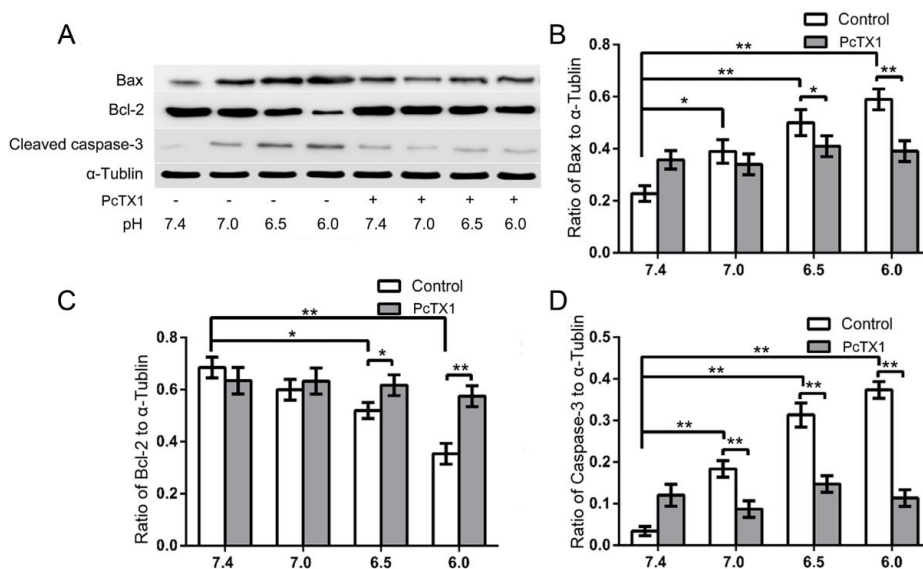 A
Bax
Bcl-2
Cleaved caspase-3
α-Tublin
PcTX1 - - - - + + + +
pH 7.4 7.0 6.5 6.0 7.4 7.0 6.5 6.0
B
Control
PcTX1
Ratio of Bax to α-Tublin
0.8
0.6
0.4
0.2
0.0
**
**
*
*
**
7.4 7.0 6.5 6.0
C
Control
PcTX1
Ratio of Bcl-2 to α-Tublin
0.8
0.6
0.4
0.2
0.0
**
*
*
**
7.4 7.0 6.5 6.0
D
Control
PcTX1
Ratio of Caspase-3 to α-Tublin
0.5
0.4
0.3
0.2
0.1
0.0
**
**
**
**
**
**
7.4 7.0 6.5 6.0